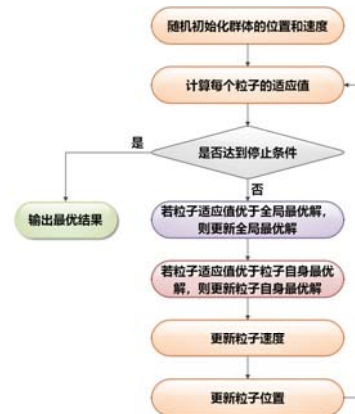 随机初始化群体的位置和速度
计算每个粒子的适应值
是
是否达到停止条件
否
输出最优结果
若粒子适应值优于全局最优解，
则更新全局最优解
若粒子适应值优于粒子自身最优
解，则更新粒子自身最优解
更新粒子速度
更新粒子位置